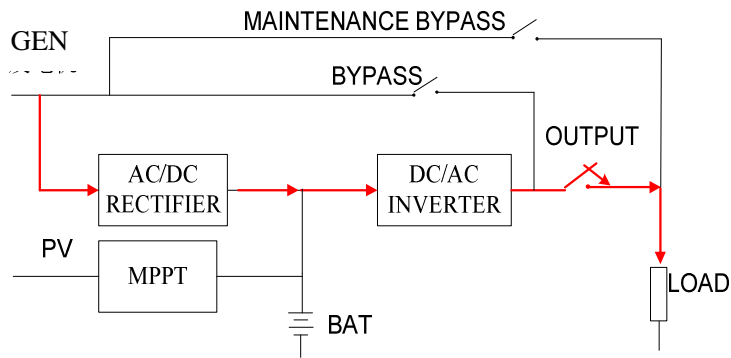 MAINTENANCE BYPASS
GEN
BYPASS
OUTPUT
AC/DC
RECTIFIER
DC/AC
INVERTER
PV
MPPT
LOAD
BAT